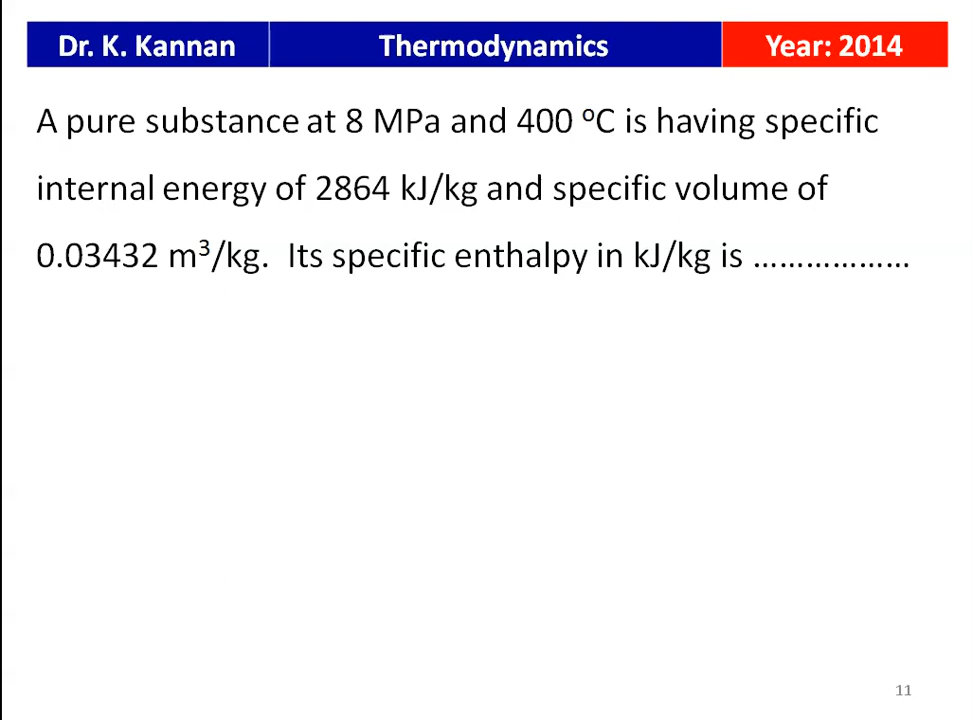 Dr. K. Kannan Thermodynamics Year: 2014
A pure substance at 8 MPa and 400 ºC is having specific
internal energy of 2864 kJ/kg and specific volume of
0.03432 m³/kg. Its specific enthalpy in kJ/kg is ………………
11